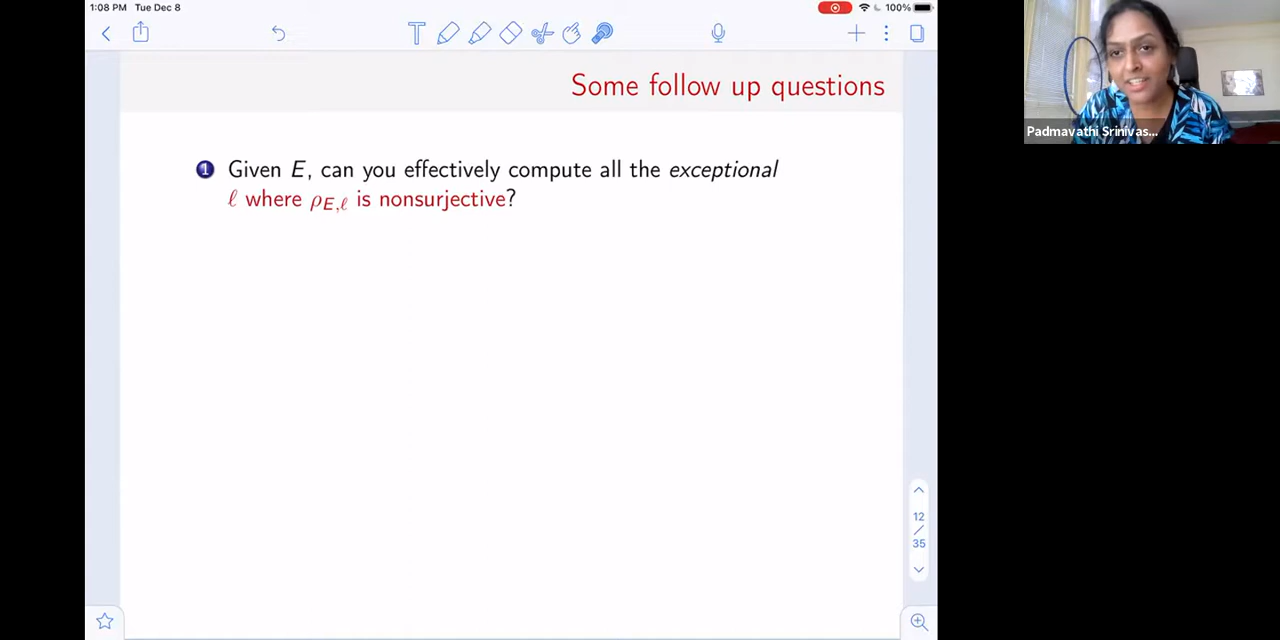 1:08 PM Tue Dec 8
100%
Some follow up questions
Padmavathi Srinivas...
1 Given E, can you effectively compute all the exceptional
ℓ where ρ_{E,ℓ} is nonsurjective?
12
/
35